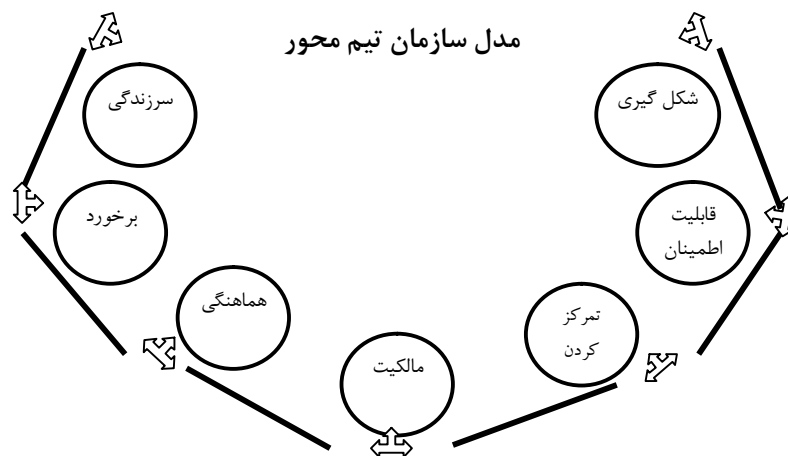 مدل سازمان تیم محور
شکل گیری
قابلیت
اطمینان
تمرکز
کردن
مالکیت
هماهنگی
برخورد
سرزندگی